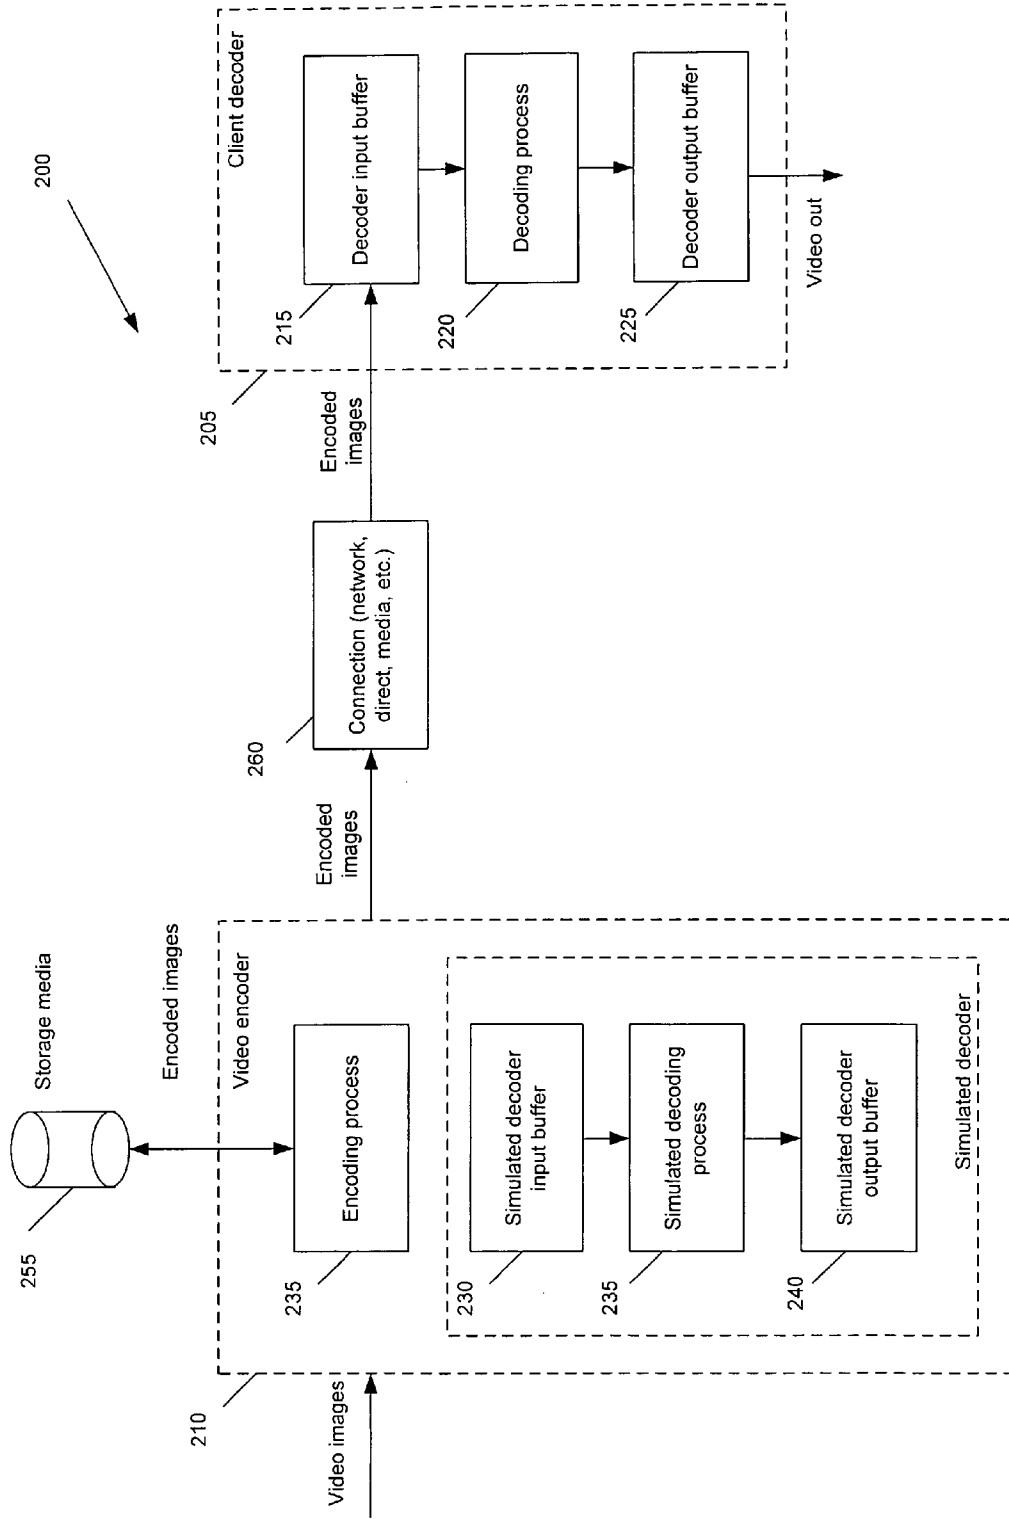 200
Storage media
255
Encoded images
Video images
210
Video encoder
235
Encoding process
230
Simulated decoder
input buffer
235
Simulated decoding
process
240
Simulated decoder
output buffer
Simulated decoder
Encoded
images
260
Connection (network,
direct, media, etc.)
Encoded
images
205
Client decoder
215
Decoder input buffer
220
Decoding process
225
Decoder output buffer
Video out